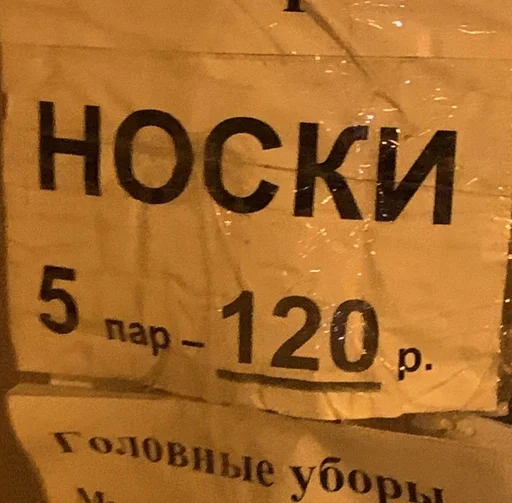 НОСКИ
5 пар - 120 р.
Головные уборы